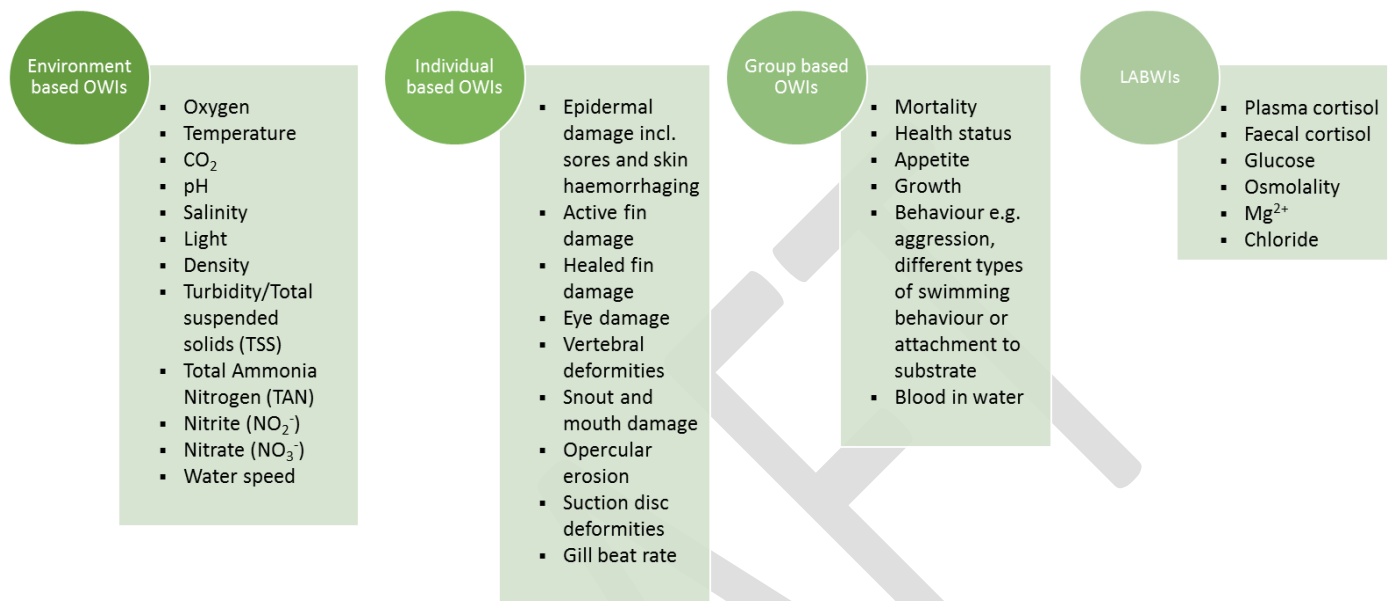 Environment
based OWIs
▪ Oxygen
▪ Temperature
▪ CO₂
▪ pH
▪ Salinity
▪ Light
▪ Density
▪ Turbidity/Total
suspended
solids (TSS)
▪ Total Ammonia
Nitrogen (TAN)
▪ Nitrite (NO₂⁻)
▪ Nitrate (NO₃⁻)
▪ Water speed
Individual
based OWIs
▪ Epidermal
damage incl.
sores and skin
haemorrhaging
▪ Active fin
damage
▪ Healed fin
damage
▪ Eye damage
▪ Vertebral
deformities
▪ Snout and
mouth damage
▪ Opercular
erosion
▪ Suction disc
deformities
▪ Gill beat rate
Group based
OWIs
▪ Mortality
▪ Health status
▪ Appetite
▪ Growth
▪ Behaviour e.g.
aggression,
different types
of swimming
behaviour or
attachment to
substrate
▪ Blood in water
LABWIs
▪ Plasma cortisol
▪ Faecal cortisol
▪ Glucose
▪ Osmolality
▪ Mg²⁺
▪ Chloride